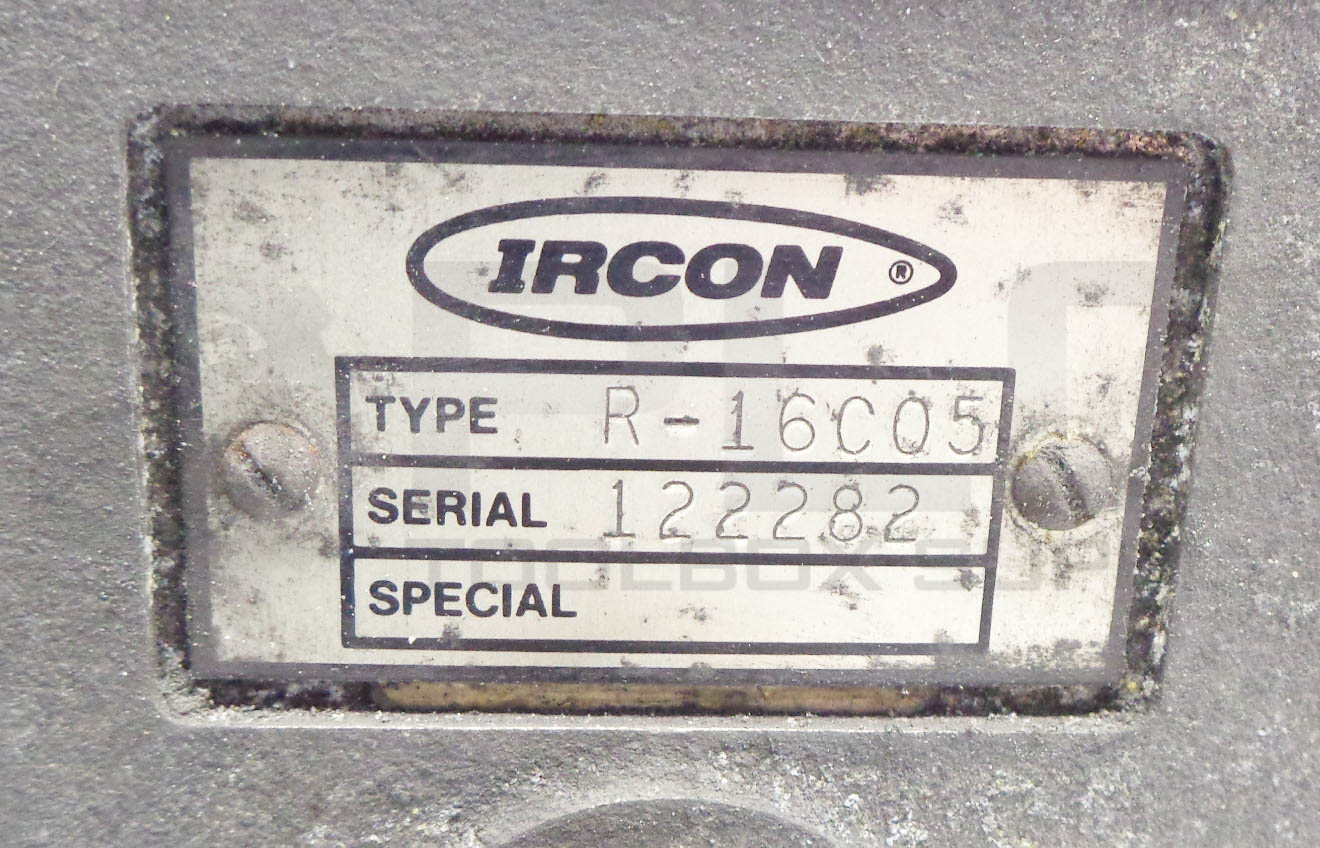 IRCON ®
TYPE R-16C05
SERIAL 122282
SPECIAL